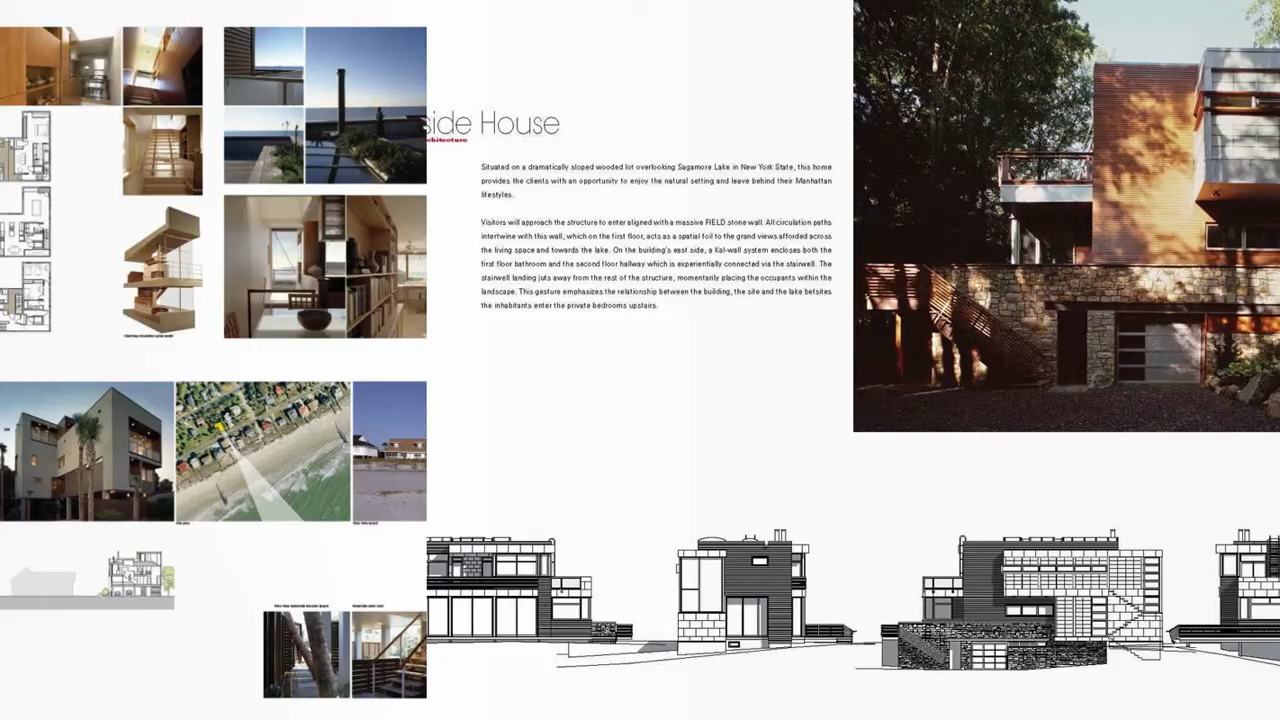 side House
chitecture
Situated on a dramatically sloped wooded lot overlooking Sagamore Lake in New York State, this home
provides the clients with an opportunity to enjoy the natural setting and leave behind their Manhattan
lifestyles.
Visitors will approach the structure to enter aligned with a massive FIELD stone wall. All circulation paths
intertwine with this wall, which on the first floor, acts as a spatial foil to the grand views afforded across
the living space and towards the lake. On the building's east side, a Kal-wall system encloses both the
first floor bathroom and the second floor hallway which is experientially connected via the stairwell. The
stairwell landing juts away from the rest of the structure, momentarily placing the occupants within the
landscape. This gesture emphasizes the relationship between the building, the site and the lake befsites
the inhabitants enter the private bedrooms upstairs.